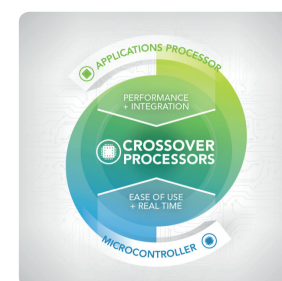 APPLICATIONS PROCESSOR
PERFORMANCE
+ INTEGRATION
CROSSOVER
PROCESSORS
EASE OF USE
+ REAL TIME
MICROCONTROLLER